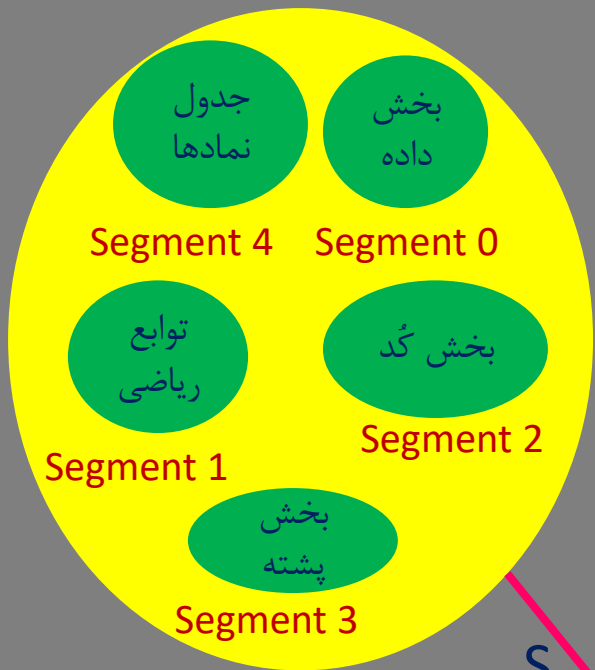 جدول
نمادها
Segment 4
بخش
داده
Segment 0
توابع
ریاضی
Segment 1
بخش کُد
Segment 2
بخش
پشته
Segment 3
S